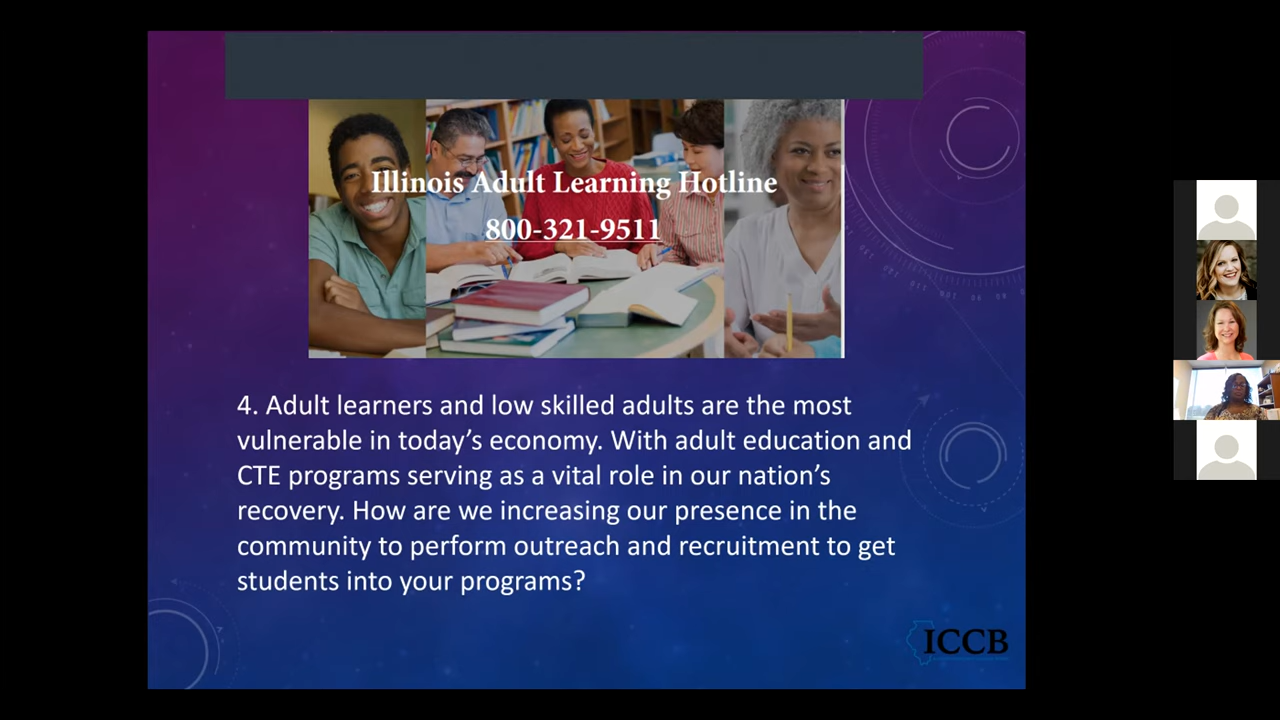 Illinois Adult Learning Hotline
800-321-9511
4. Adult learners and low skilled adults are the most
vulnerable in today's economy. With adult education and
CTE programs serving as a vital role in our nation's
recovery. How are we increasing our presence in the
community to perform outreach and recruitment to get
students into your programs?
ICCB